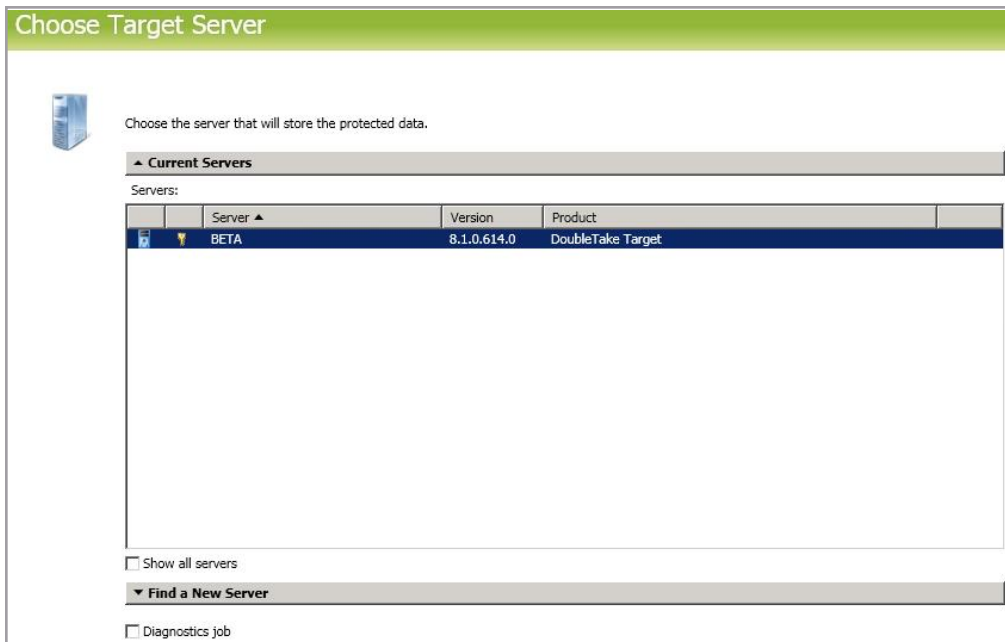 Choose Target Server
Choose the server that will store the protected data.
Current Servers
Servers:
Server Version Product
BETA 8.1.0.614.0 DoubleTake Target
Show all servers
Find a New Server
Diagnostics job